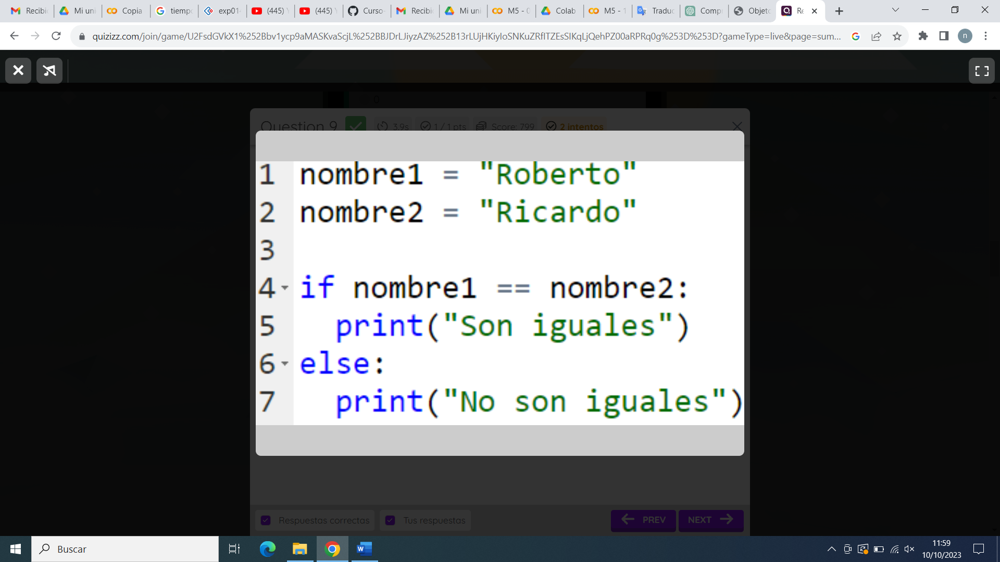 Recibi Mi uni Copia tiemp exp01- (445) Y (445) Y Curso- Recibi Mi uni M5 - 0 Colab M5 - 1 Traduc Comp Objeto Re
quizizz.com/join/game/U2FsdGVkX1%252Bbv1ycp9aMASKvaScjL%252BBJDrLJiyzAZ%252B13rLUjHKiyIoSNKuZRfITZEsSIKqLjQehPZ00aRPRq0g%253D%253D?gameType=live&page=sum... n
0
Question 9 3.9s 1 / 1 pts Score: 799 2 intentos
1 nombre1 = "Roberto"
2 nombre2 = "Ricardo"
3
4 if nombre1 == nombre2:
5 print("Son iguales")
6 else:
7 print("No son iguales")
Respuestas correctas Tus respuestas PREV NEXT
Buscar
11:59
10/10/2023